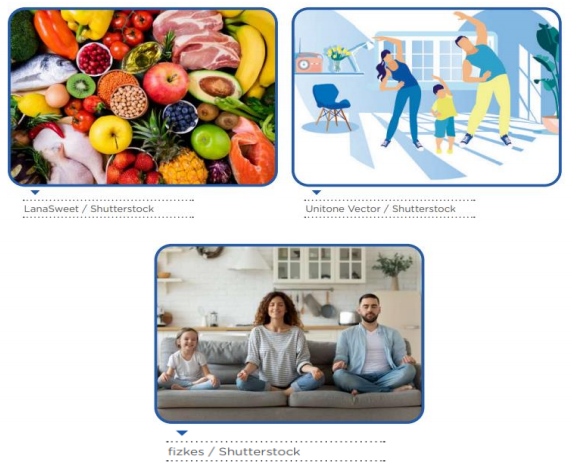 LanaSweet / Shutterstock
Unitone Vector / Shutterstock
fizkes / Shutterstock